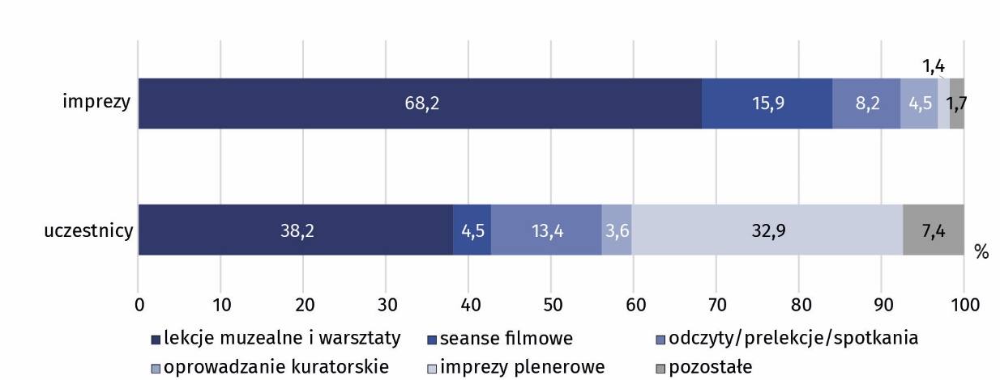 1,4
imprezy 68,2 15,9 8,2 4,5 1,7
uczestnicy 38,2 4,5 13,4 3,6 32,9 7,4
%
0 10 20 30 40 50 60 70 80 90 100
lekcje muzealne i warsztaty seanse filmowe odczyty/prelekcje/spotkania
oprowadzanie kuratorskie imprezy plenerowe pozostałe